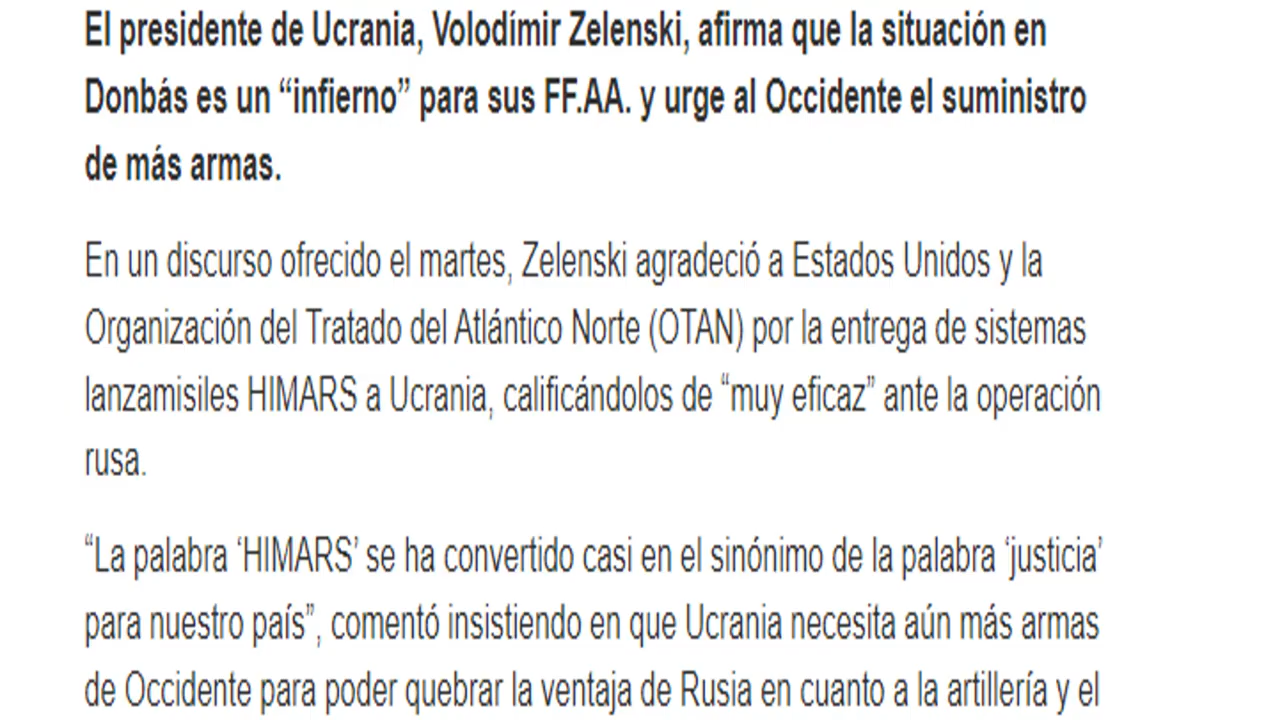 El presidente de Ucrania, Volodímir Zelenski, afirma que la situación en
Donbás es un “infierno” para sus FF.AA. y urge al Occidente el suministro
de más armas.
En un discurso ofrecido el martes, Zelenski agradeció a Estados Unidos y la
Organización del Tratado del Atlántico Norte (OTAN) por la entrega de sistemas
lanzamisiles HIMARS a Ucrania, calificándolos de “muy eficaz” ante la operación
rusa.
“La palabra ‘HIMARS’ se ha convertido casi en el sinónimo de la palabra ‘justicia’
para nuestro país”, comentó insistiendo en que Ucrania necesita aún más armas
de Occidente para poder quebrar la ventaja de Rusia en cuanto a la artillería y el